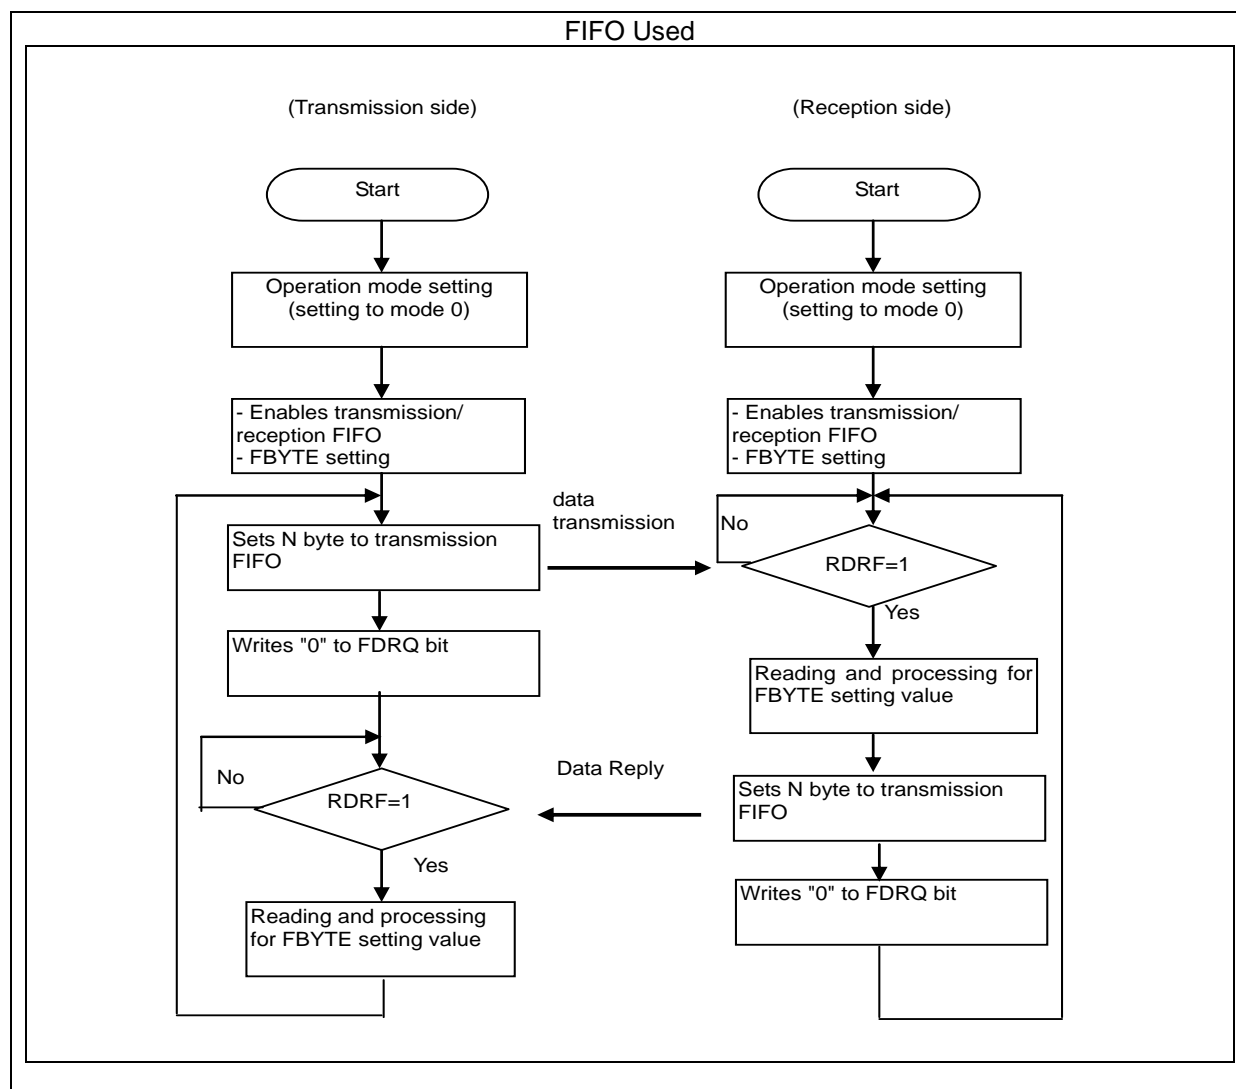 FIFO Used
(Transmission side)
Start
Operation mode setting
(setting to mode 0)
- Enables transmission/
reception FIFO
- FBYTE setting
Sets N byte to transmission
FIFO
Writes "0" to FDRQ bit
No
RDRF=1
Yes
Reading and processing
for FBYTE setting value
data
transmission
Data Reply
(Reception side)
Start
Operation mode setting
(setting to mode 0)
- Enables transmission/
reception FIFO
- FBYTE setting
No
RDRF=1
Yes
Reading and processing for
FBYTE setting value
Sets N byte to transmission
FIFO
Writes "0" to FDRQ bit